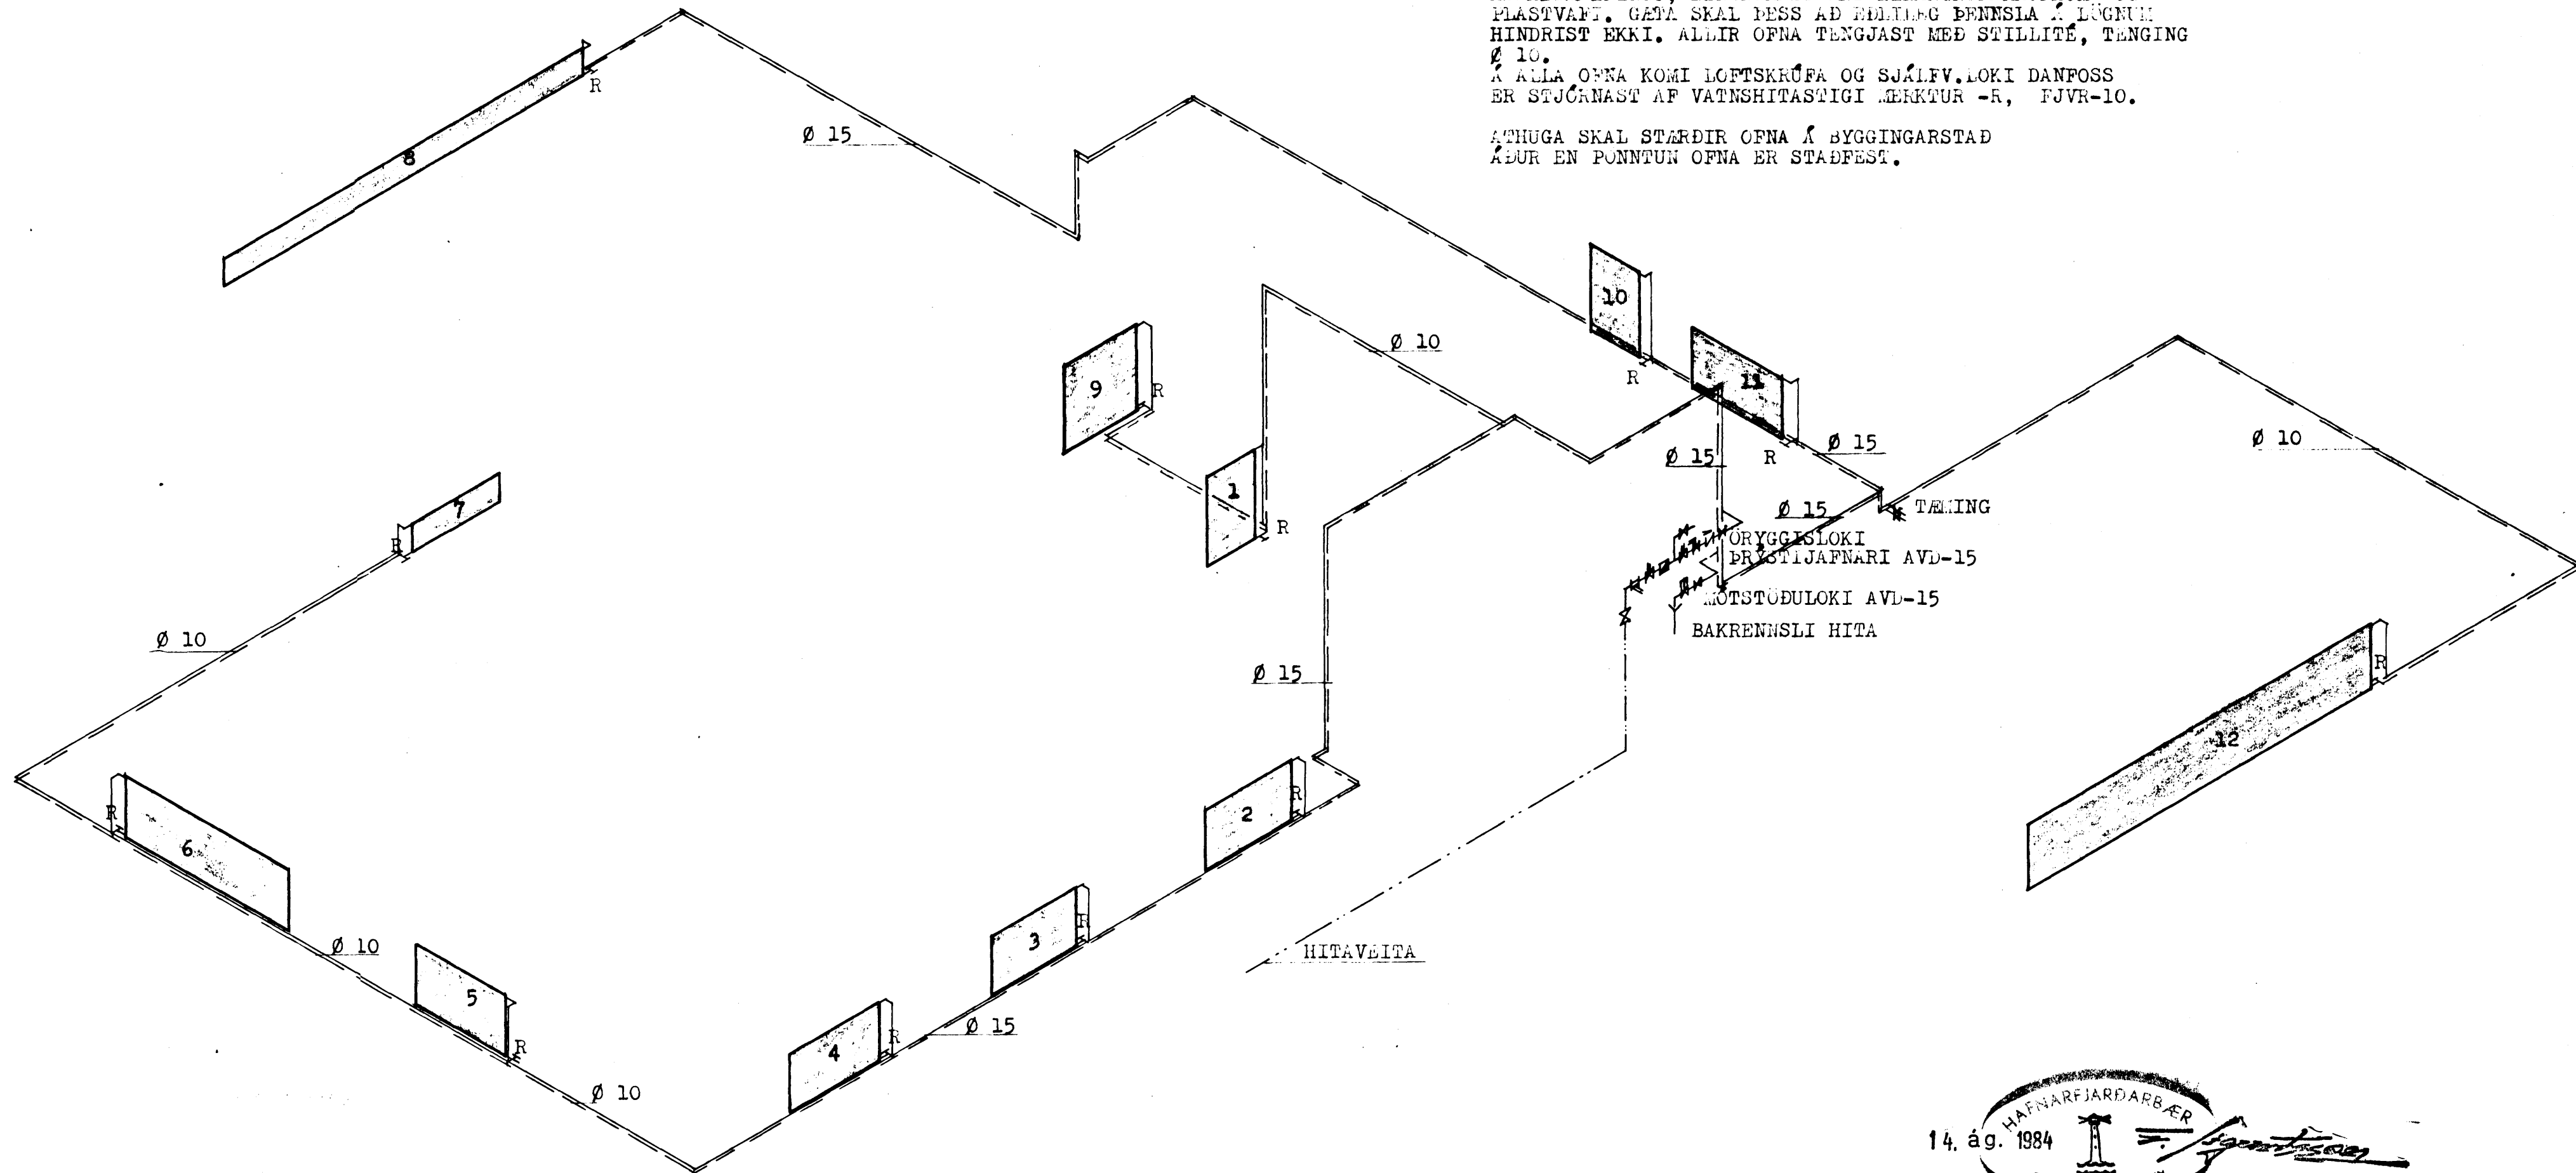 PLASTVAFT. GÆTA SKAL ÞESS AÐ EÐLILEG ÞENNSLA Á LÖGNUM
HINDRIST EKKI. ALLIR OFNA TENGJAST MEÐ STILLITÉ, TENGING
Ø 10.
Á ALLA OFNA KOMI LOFTSKRÚFA OG SJÁLFV.LOKI DANFOSS
ER STJÓRNAST AF VATNSHITASTIGI MERKTUR -R, FJVR-10.
ATHUGA SKAL STÆRÐIR OFNA Á BYGGINGARSTAÐ
ÁÐUR EN PÖNNTUN OFNA ER STAÐFEST.
R
8
Ø 15
10
R
Ø 10
11
R
Ø 15
9
R
Ø 15
Ø 10
1
R
7
R
Ø 15
TÆMING
ÖRYGGISLOKI
ÞRÝSTIJAFNARI AVD-15
MÓTSTÖÐULOKI AVD-15
BAKRENNSLI HITA
Ø 10
Ø 15
R
12
R
6
2
R
Ø 10
3
R
HITAVEITA
5
R
4
R
Ø 15
Ø 10
HAFNARFJARÐARBÆR
14. ág. 1984